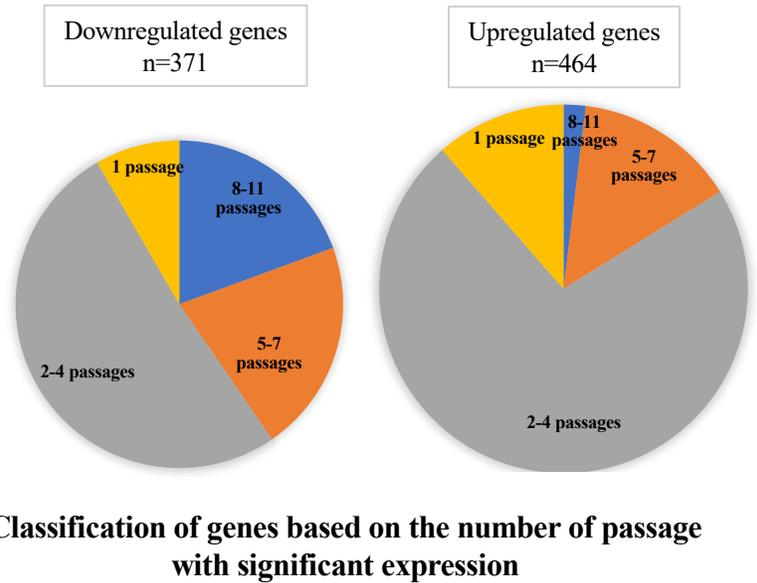 Downregulated genes
n=371
Upregulated genes
n=464
1 passage
8-11
passages
5-7
passages
2-4 passages
1 passage
8-11
passages
5-7
passages
2-4 passages
Classification of genes based on the number of passage
with significant expression